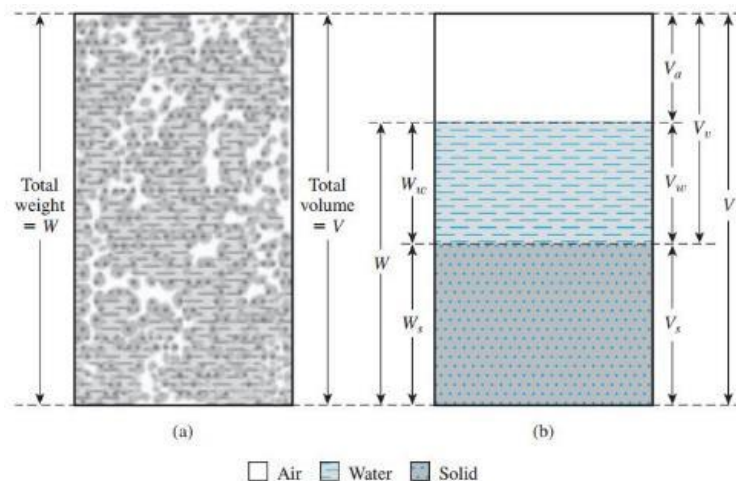 Total
weight
= W
Total
volume
= V
W
W_w
W_s
V_a
V_w
V_s
V_v
V
(a)
(b)
Air Water Solid